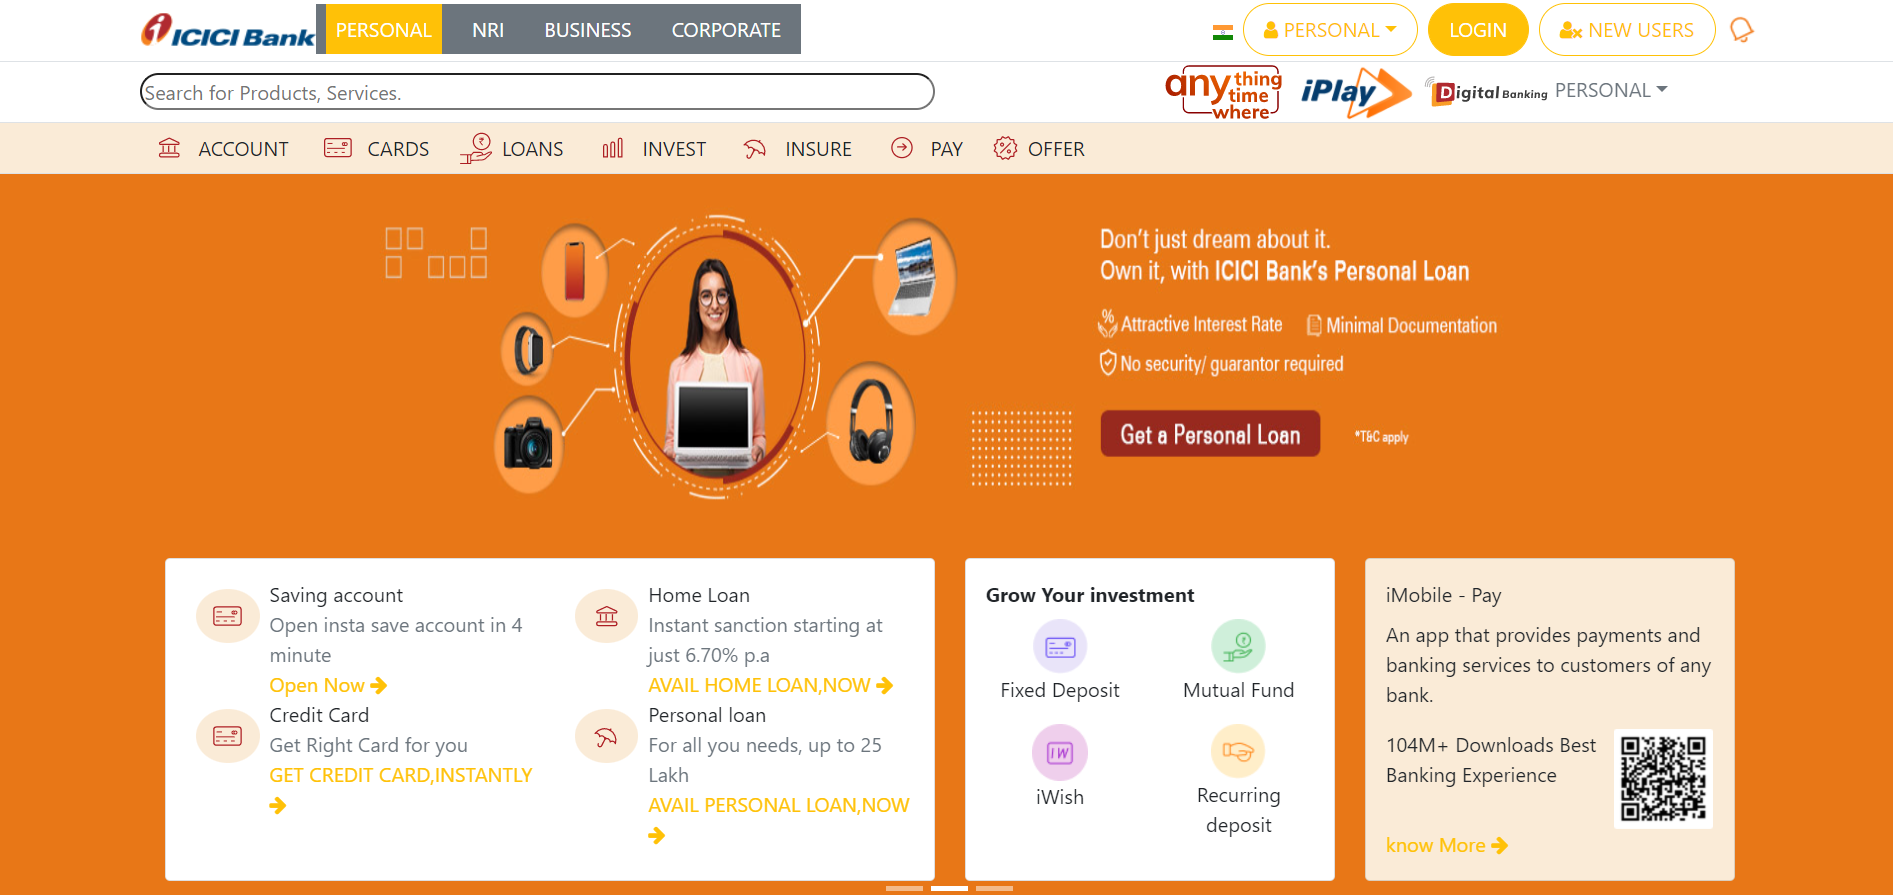 ICICI Bank PERSONAL NRI BUSINESS CORPORATE PERSONAL LOGIN NEW USERS
Search for Products, Services.
anything
time
where
iPlay
Digital Banking PERSONAL
ACCOUNT CARDS LOANS INVEST INSURE PAY OFFER
Don't just dream about it.
Own it, with ICICI Bank's Personal Loan
% Attractive Interest Rate Minimal Documentation
No security/ guarantor required
Get a Personal Loan *T&C apply
Saving account
Open insta save account in 4
minute
Open Now
Credit Card
Get Right Card for you
GET CREDIT CARD,INSTANTLY
Home Loan
Instant sanction starting at
just 6.70% p.a
AVAIL HOME LOAN,NOW
Personal loan
For all you needs, up to 25
Lakh
AVAIL PERSONAL LOAN,NOW
Grow Your investment
Fixed Deposit
Mutual Fund
IW
iWish
Recurring
deposit
iMobile - Pay
An app that provides payments and
banking services to customers of any
bank.
104M+ Downloads Best
Banking Experience
know More